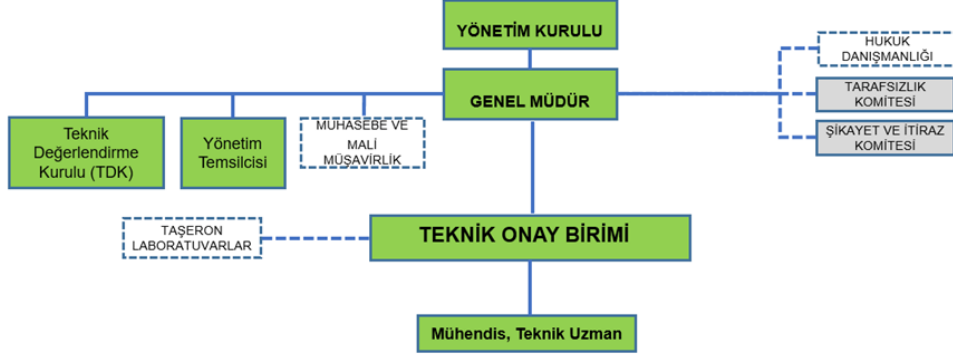 YÖNETİM KURULU
GENEL MÜDÜR
HUKUK
DANIŞMANLIĞI
TARAFSIZLIK
KOMİTESİ
ŞİKAYET VE İTİRAZ
KOMİTESİ
Teknik
Değerlendirme
Kurulu (TDK)
Yönetim
Temsilcisi
MUHASEBE VE
MALİ
MÜŞAVİRLİK
TAŞERON
LABORATUVARLAR
TEKNİK ONAY BİRİMİ
Mühendis, Teknik Uzman